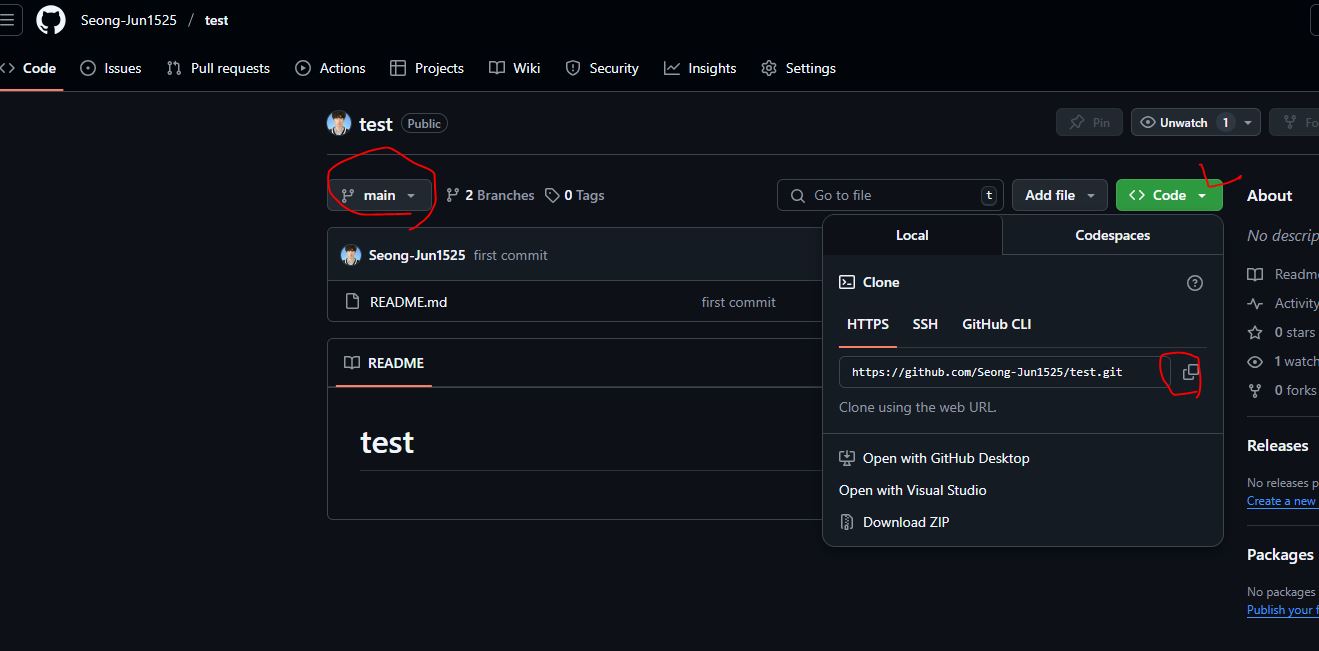 Seong-Jun1525 / test
Code Issues Pull requests Actions Projects Wiki Security Insights Settings
test Public Pin Unwatch 1
main 2 Branches 0 Tags Go to file t Add file Code
Seong-Jun1525 first commit
README.md first commit
README
test
Local Codespaces
Clone
HTTPS SSH GitHub CLI
https://github.com/Seong-Jun1525/test.git
Clone using the web URL.
Open with GitHub Desktop
Open with Visual Studio
Download ZIP
About
No descrip
Readme
Activity
0 stars
1 watch
0 forks
Releases
No releases p
Create a new
Packages
No packages
Publish your f